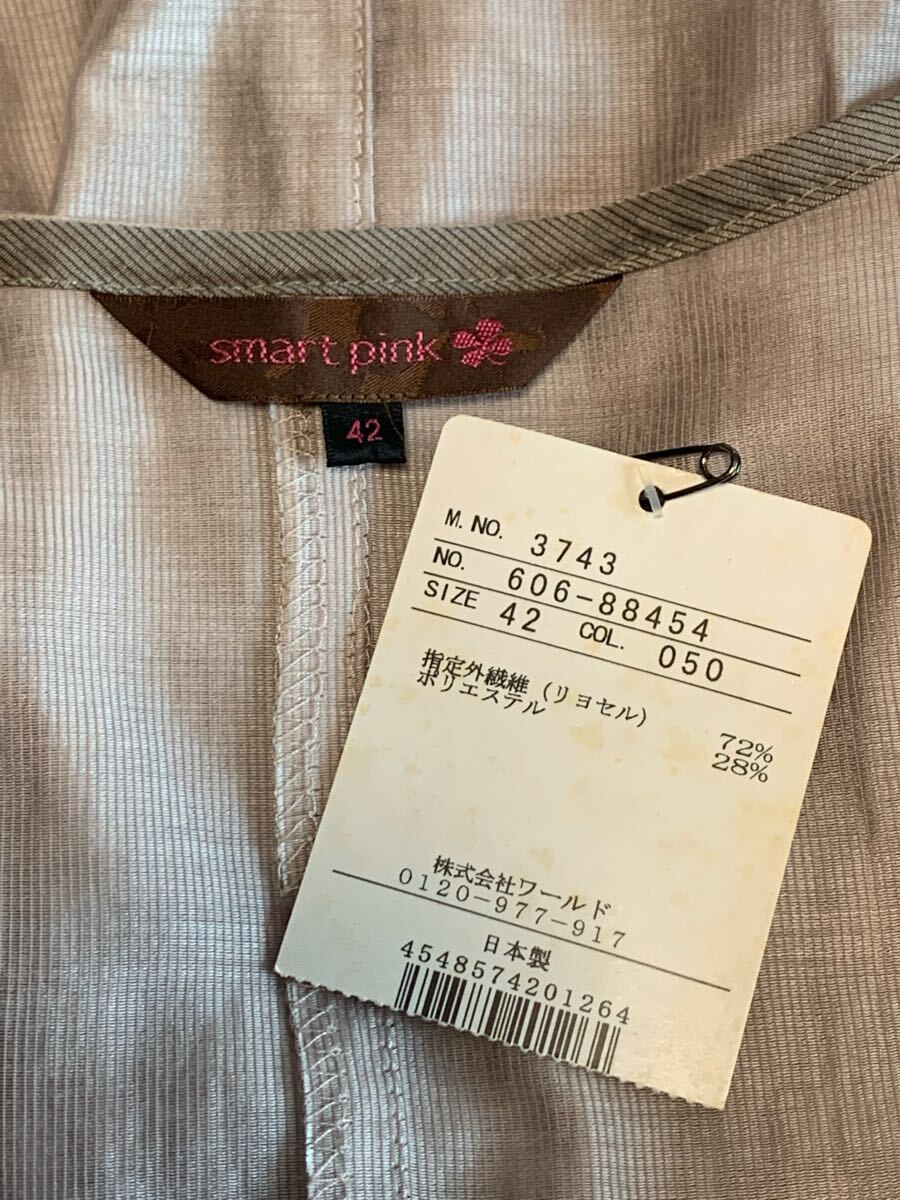 smart pink
42
M. NO. 3743
NO. 606-88454
SIZE 42 COL. 050
指定外繊維 (リヨセル) 72%
ポリエステル 28%
株式会社ワールド
0120-977-917
日本製
4548574201264